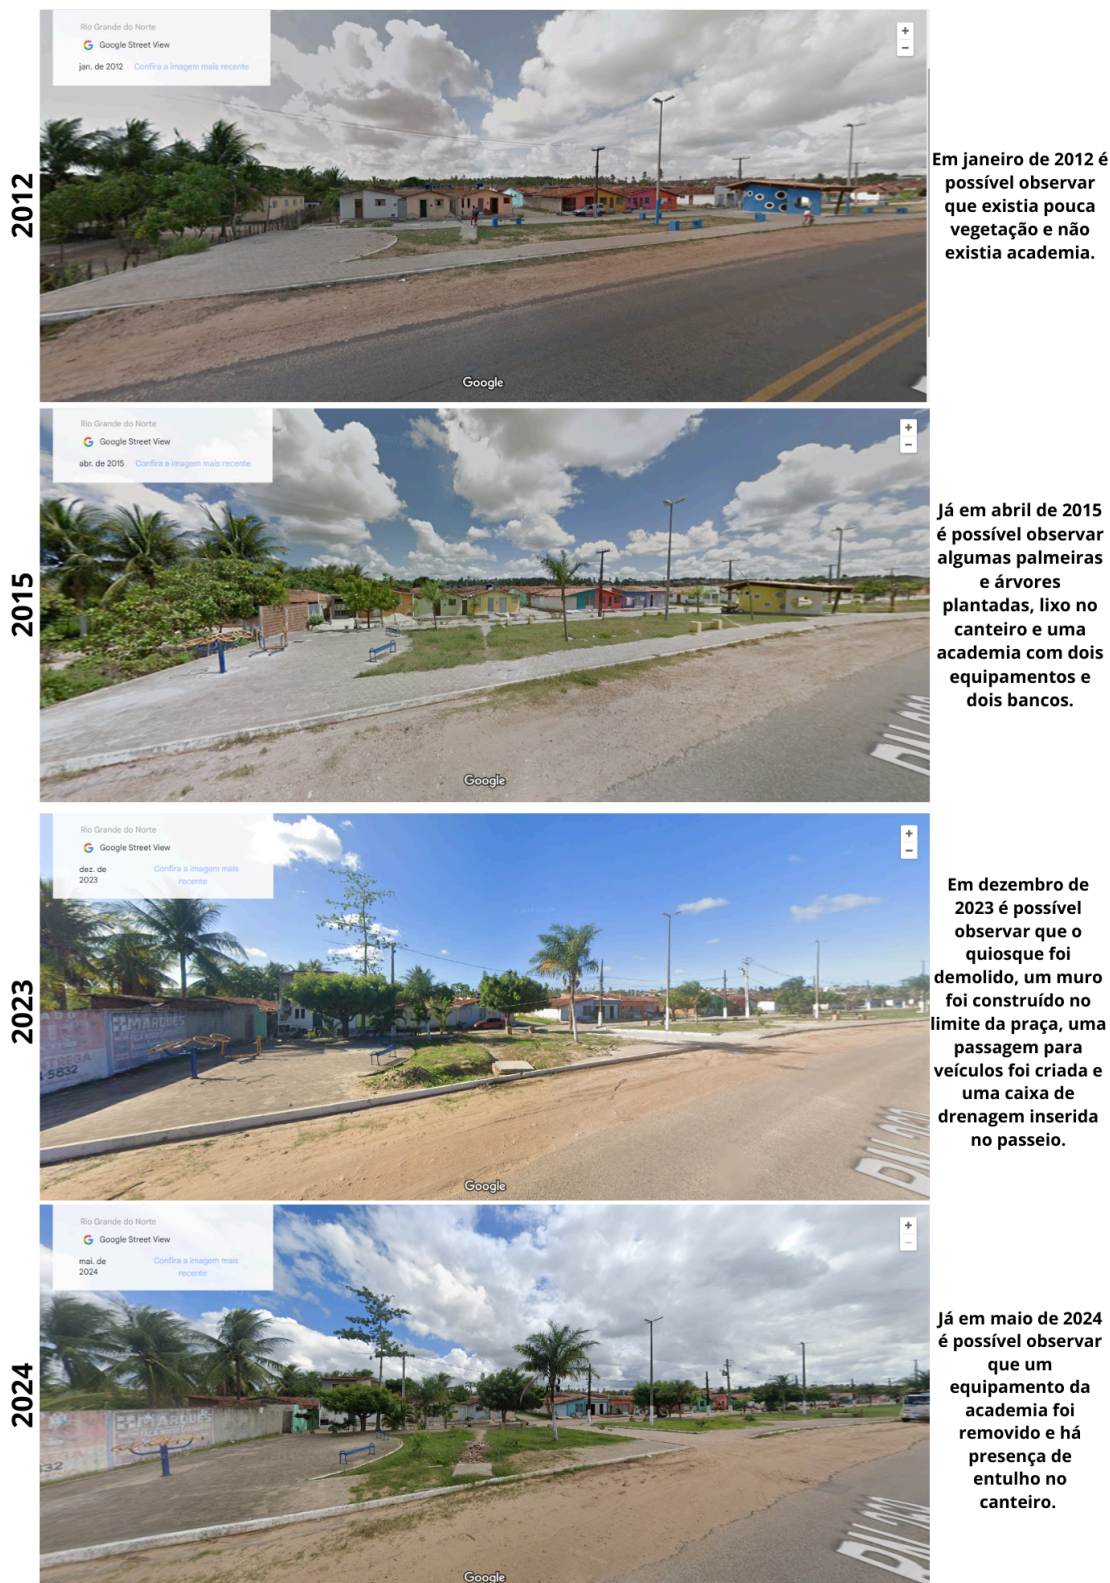 2012
Rio Grande do Norte
Google Street View
jan. de 2012 Confira a imagem mais recente
Google
Em janeiro de 2012 é
possível observar
que existia pouca
vegetação e não
existia academia.
2015
Rio Grande do Norte
Google Street View
abr. de 2015 Confira a imagem mais recente
Google
Já em abril de 2015
é possível observar
algumas palmeiras
e árvores
plantadas, lixo no
canteiro e uma
academia com dois
equipamentos e
dois bancos.
2023
Rio Grande do Norte
Google Street View
dez. de
2023
Confira a imagem mais
recente
MARQUES
5832
Google
Em dezembro de
2023 é possível
observar que o
quiosque foi
demolido, um muro
foi construído no
limite da praça, uma
passagem para
veículos foi criada e
uma caixa de
drenagem inserida
no passeio.
2024
Rio Grande do Norte
Google Street View
mai. de
2024
Confira a imagem mais
recente
MARQUES
32
Google
Já em maio de 2024
é possível observar
que um
equipamento da
academia foi
removido e há
presença de
entulho no
canteiro.